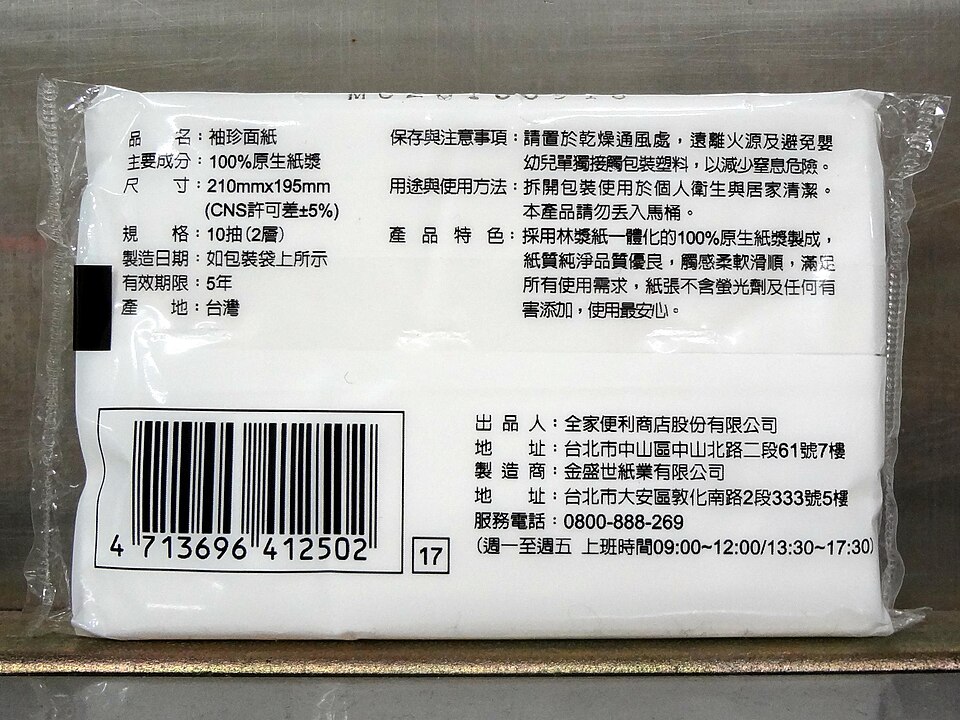 品名：袖珍面紙
主要成分：100%原生紙漿
尺寸：210mmx195mm
(CNS許可差±5%)
規格：10抽(2層)
製造日期：如包裝袋上所示
有效期限：5年
產地：台灣
保存與注意事項：請置於乾燥通風處，遠離火源及避免嬰
幼兒單獨接觸包裝塑料，以減少窒息危險。
用途與使用方法：拆開包裝使用於個人衛生與居家清潔。
本產品請勿丟入馬桶。
產品特色：採用林漿紙一體化的100%原生紙漿製成，
紙質純淨品質優良，觸感柔軟滑順，滿足
所有使用需求，紙張不含螢光劑及任何有
害添加，使用最安心。
4 713696 412502
17
出品人：全家便利商店股份有限公司
地址：台北市中山區中山北路二段61號7樓
製造商：金盛世紙業有限公司
地址：台北市大安區敦化南路2段333號5樓
服務電話：0800-888-269
(週一至週五 上班時間09:00~12:00/13:30~17:30)